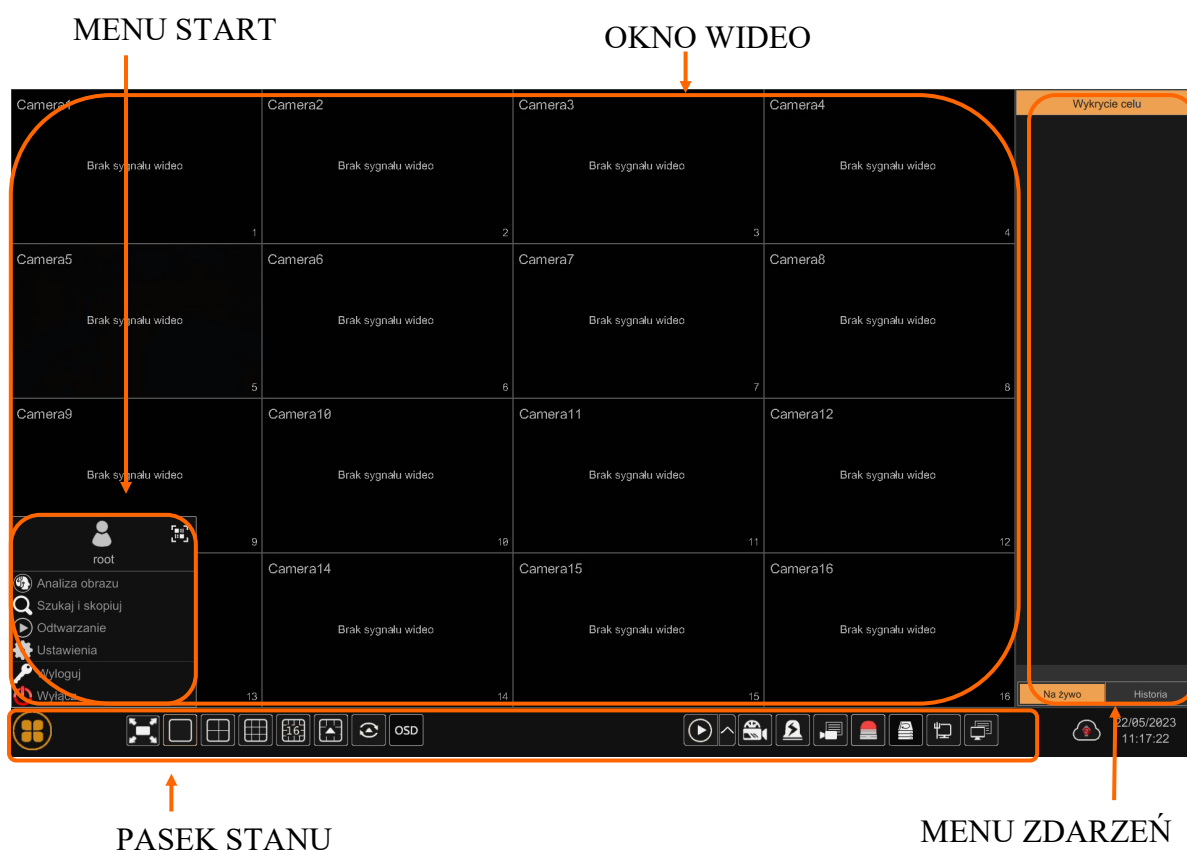 MENU START
OKNO WIDEO
Camera1 Camera2 Camera3 Camera4 Wykrycie celu
Brak sygnału wideo Brak sygnału wideo Brak sygnału wideo Brak sygnału wideo
1 2 3 4
Camera5 Camera6 Camera7 Camera8
Brak sygnału wideo Brak sygnału wideo Brak sygnału wideo Brak sygnału wideo
5 6 7 8
Camera9 Camera10 Camera11 Camera12
Brak sygnału wideo Brak sygnału wideo Brak sygnału wideo Brak sygnału wideo
9 10 11 12
root
Camera14 Camera15 Camera16
Analiza obrazu
Szukaj i skopiuj
Odtwarzanie
Brak sygnału wideo Brak sygnału wideo Brak sygnału wideo
Ustawienia
Wyloguj
Wyłącz
13 14 15 16
Na żywo Historia
16 OSD
22/05/2023
11:17:22
PASEK STANU
MENU ZDARZEŃ